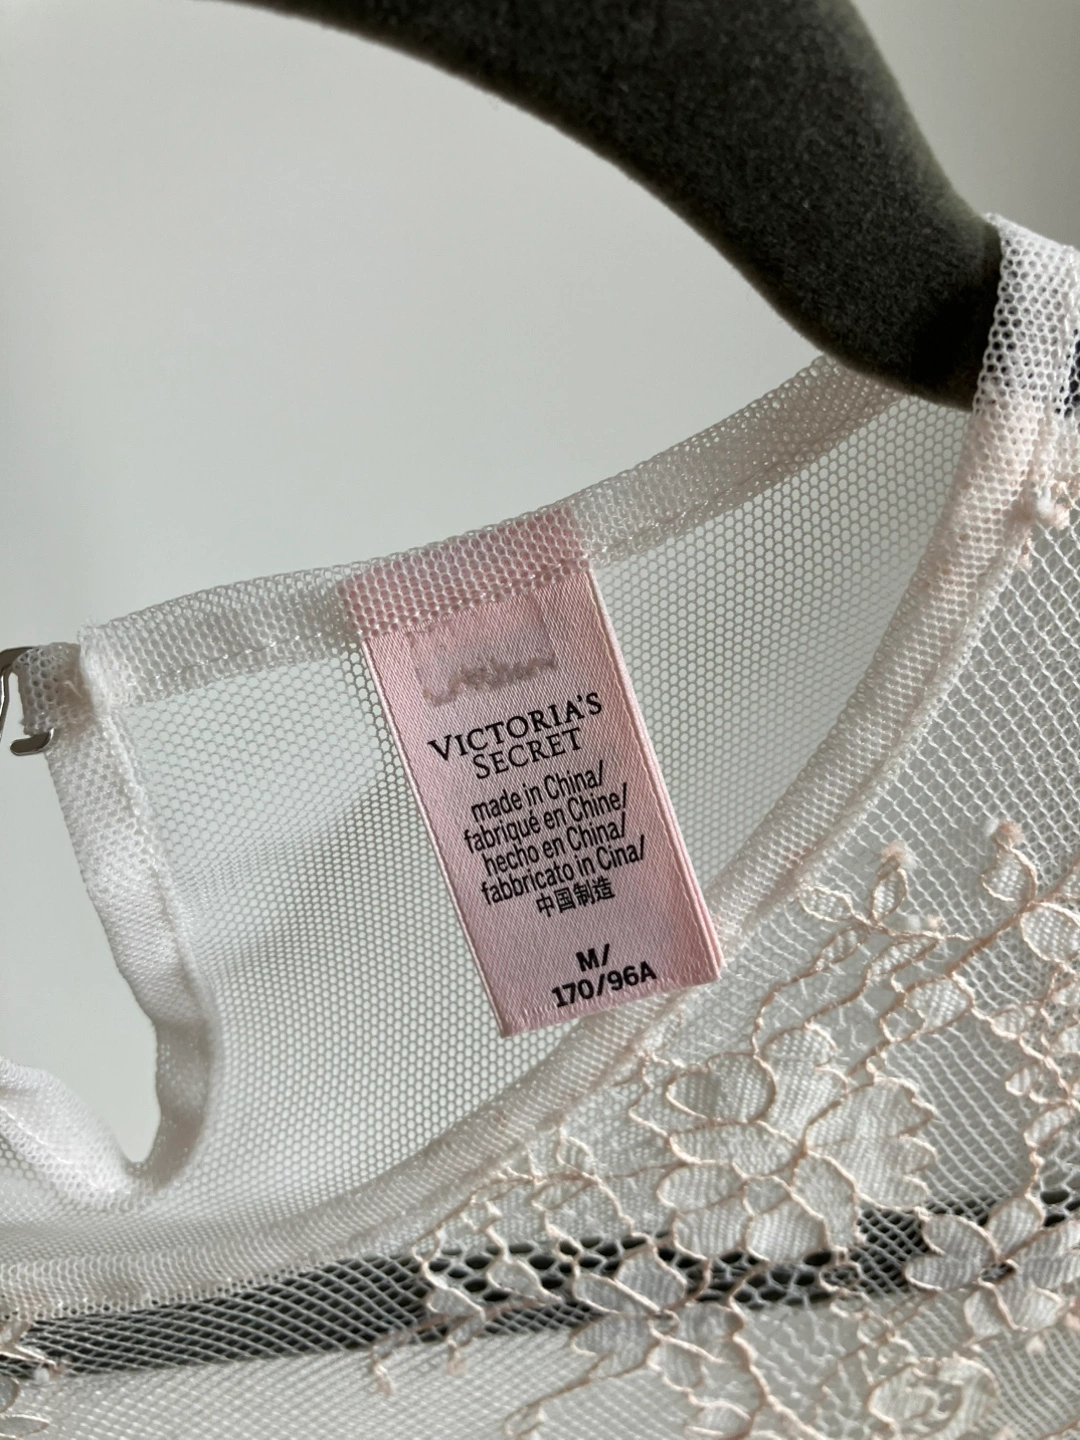 VICTORIA'S
SECRET
made in China/
fabriqué en Chine/
hecho en China/
fabbricato in Cina/
中国制造
M/
170/96A